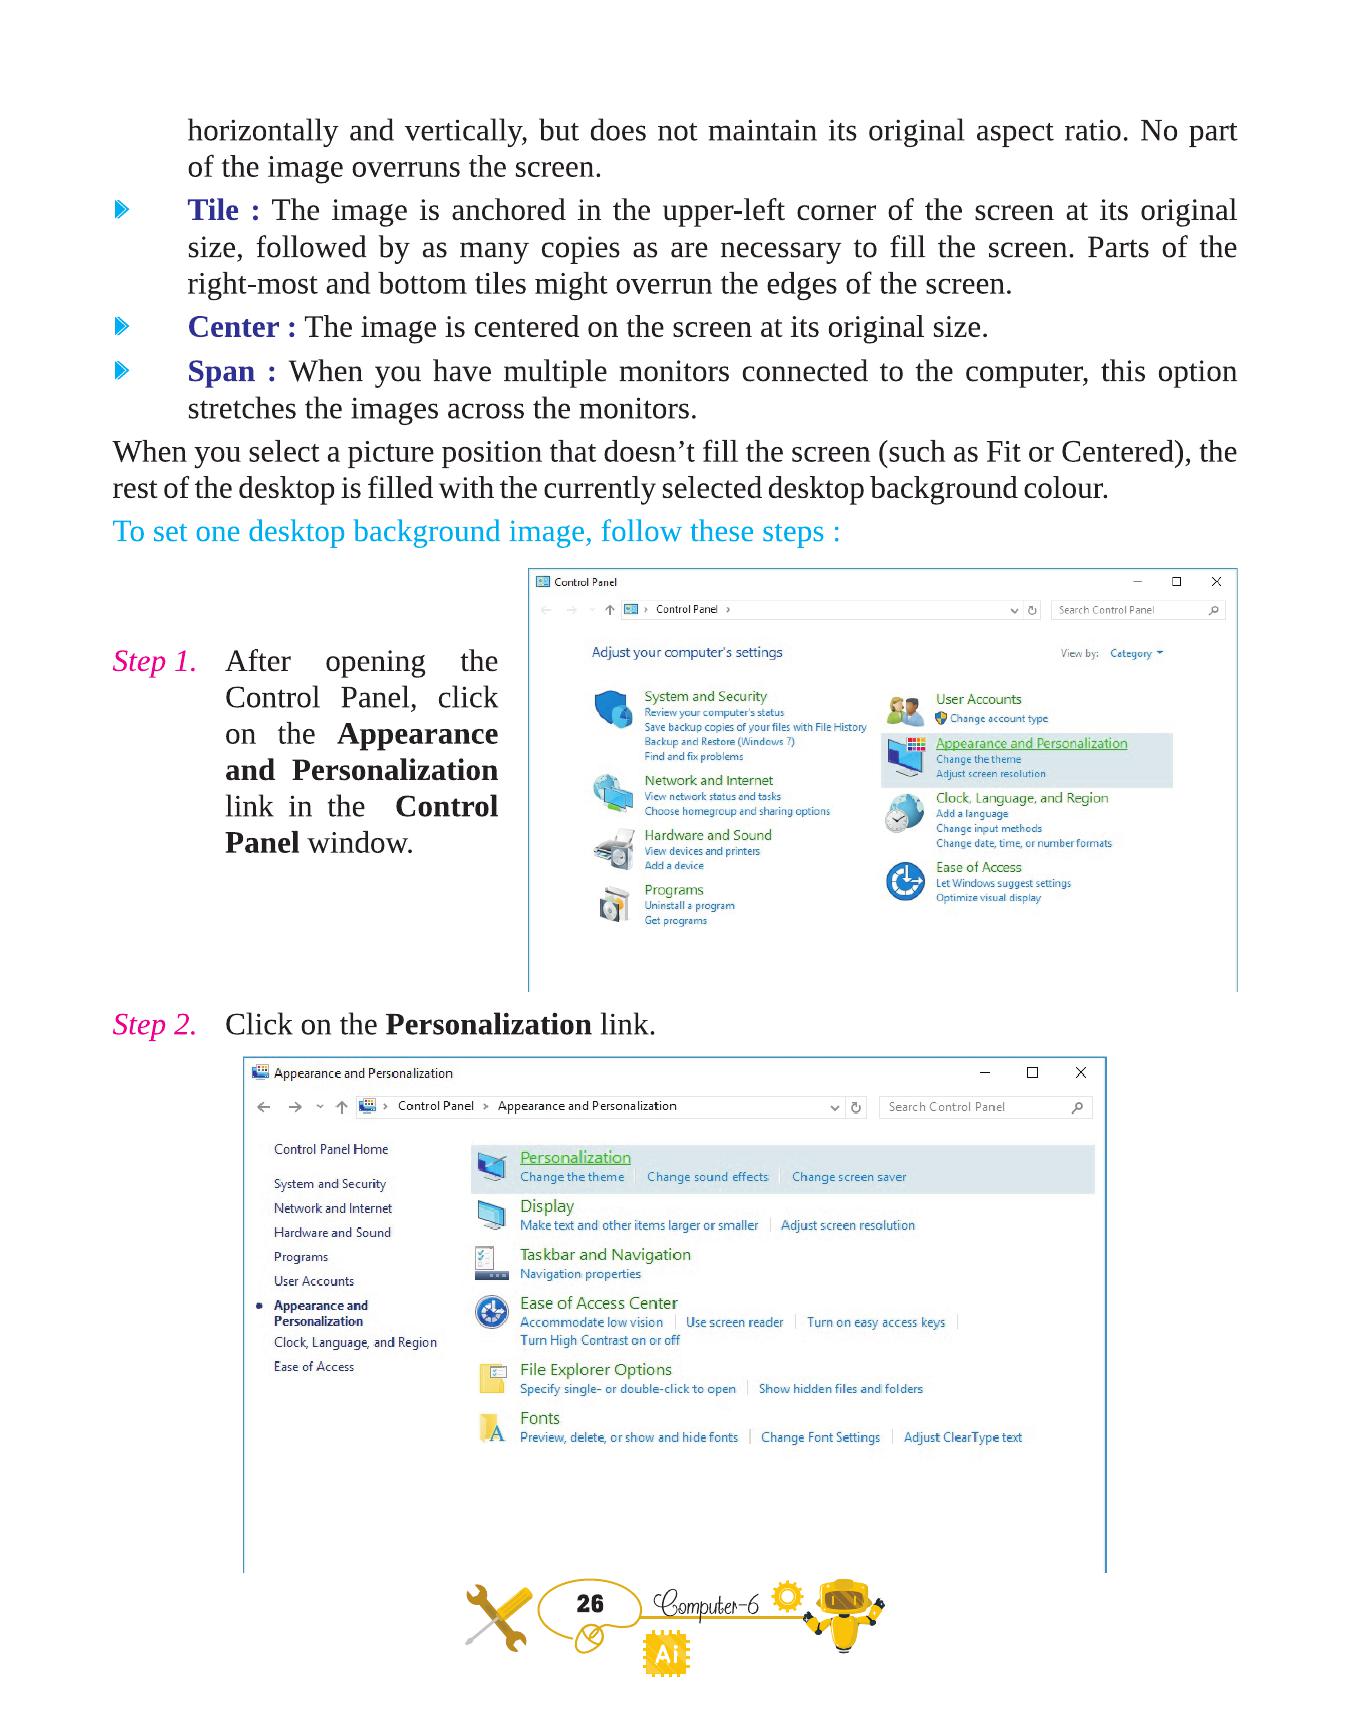 horizontally and vertically, but does not maintain its original aspect ratio. No part
of the image overruns the screen.
Tile : The image is anchored in the upper-left corner of the screen at its original
size, followed by as many copies as are necessary to fill the screen. Parts of the
right-most and bottom tiles might overrun the edges of the screen.
Center : The image is centered on the screen at its original size.
Span : When you have multiple monitors connected to the computer, this option
stretches the images across the monitors.
When you select a picture position that doesn’t fill the screen (such as Fit or Centered), the
rest of the desktop is filled with the currently selected desktop background colour.
To set one desktop background image, follow these steps :
Step 1. After opening the
Control Panel, click
on the Appearance
and Personalization
link in the Control
Panel window.
Control Panel
Control Panel
Search Control Panel
Adjust your computer's settings
View by: Category
System and Security
Review your computer's status
Save backup copies of your files with File History
Backup and Restore (Windows 7)
Find and fix problems
Network and Internet
View network status and tasks
Choose homegroup and sharing options
Hardware and Sound
View devices and printers
Add a device
Programs
Uninstall a program
Get programs
User Accounts
Change account type
Appearance and Personalization
Change the theme
Adjust screen resolution
Clock, Language, and Region
Add a language
Change input methods
Change date, time, or number formats
Ease of Access
Let Windows suggest settings
Optimize visual display
Step 2. Click on the Personalization link.
Appearance and Personalization
Control Panel > Appearance and Personalization
Search Control Panel
Control Panel Home
System and Security
Network and Internet
Hardware and Sound
Programs
User Accounts
Appearance and
Personalization
Clock, Language, and Region
Ease of Access
Personalization
Change the theme Change sound effects Change screen saver
Display
Make text and other items larger or smaller Adjust screen resolution
Taskbar and Navigation
Navigation properties
Ease of Access Center
Accommodate low vision Use screen reader Turn on easy access keys
Turn High Contrast on or off
File Explorer Options
Specify single- or double-click to open Show hidden files and folders
Fonts
Preview, delete, or show and hide fonts Change Font Settings Adjust ClearType text
26 Computer-6
Ai